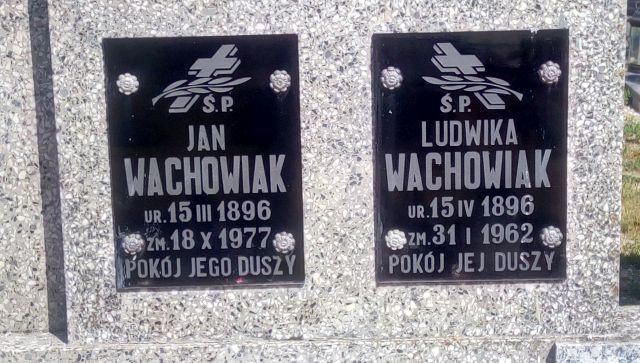 Ś.P.
JAN
WACHOWIAK
UR. 15 III 1896
ZM. 18 X 1977
POKÓJ JEGO DUSZY
Ś.P.
LUDWIKA
WACHOWIAK
UR. 15 IV 1896
ZM. 31 I 1962
POKÓJ JEJ DUSZY